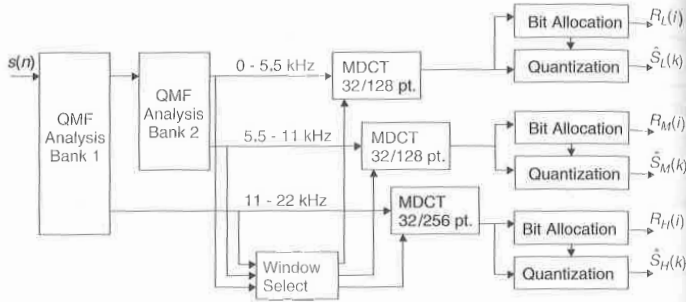 s(n)
QMF
Analysis
Bank 1
QMF
Analysis
Bank 2
0 - 5.5 kHz
MDCT
32/128 pt.
Bit Allocation
R_L(i)
Quantization
Ŝ_L(k)
5.5 - 11 kHz
MDCT
32/128 pt.
Bit Allocation
R_M(i)
Quantization
Ŝ_M(k)
11 - 22 kHz
MDCT
32/256 pt.
Bit Allocation
R_H(i)
Quantization
Ŝ_H(k)
Window
Select